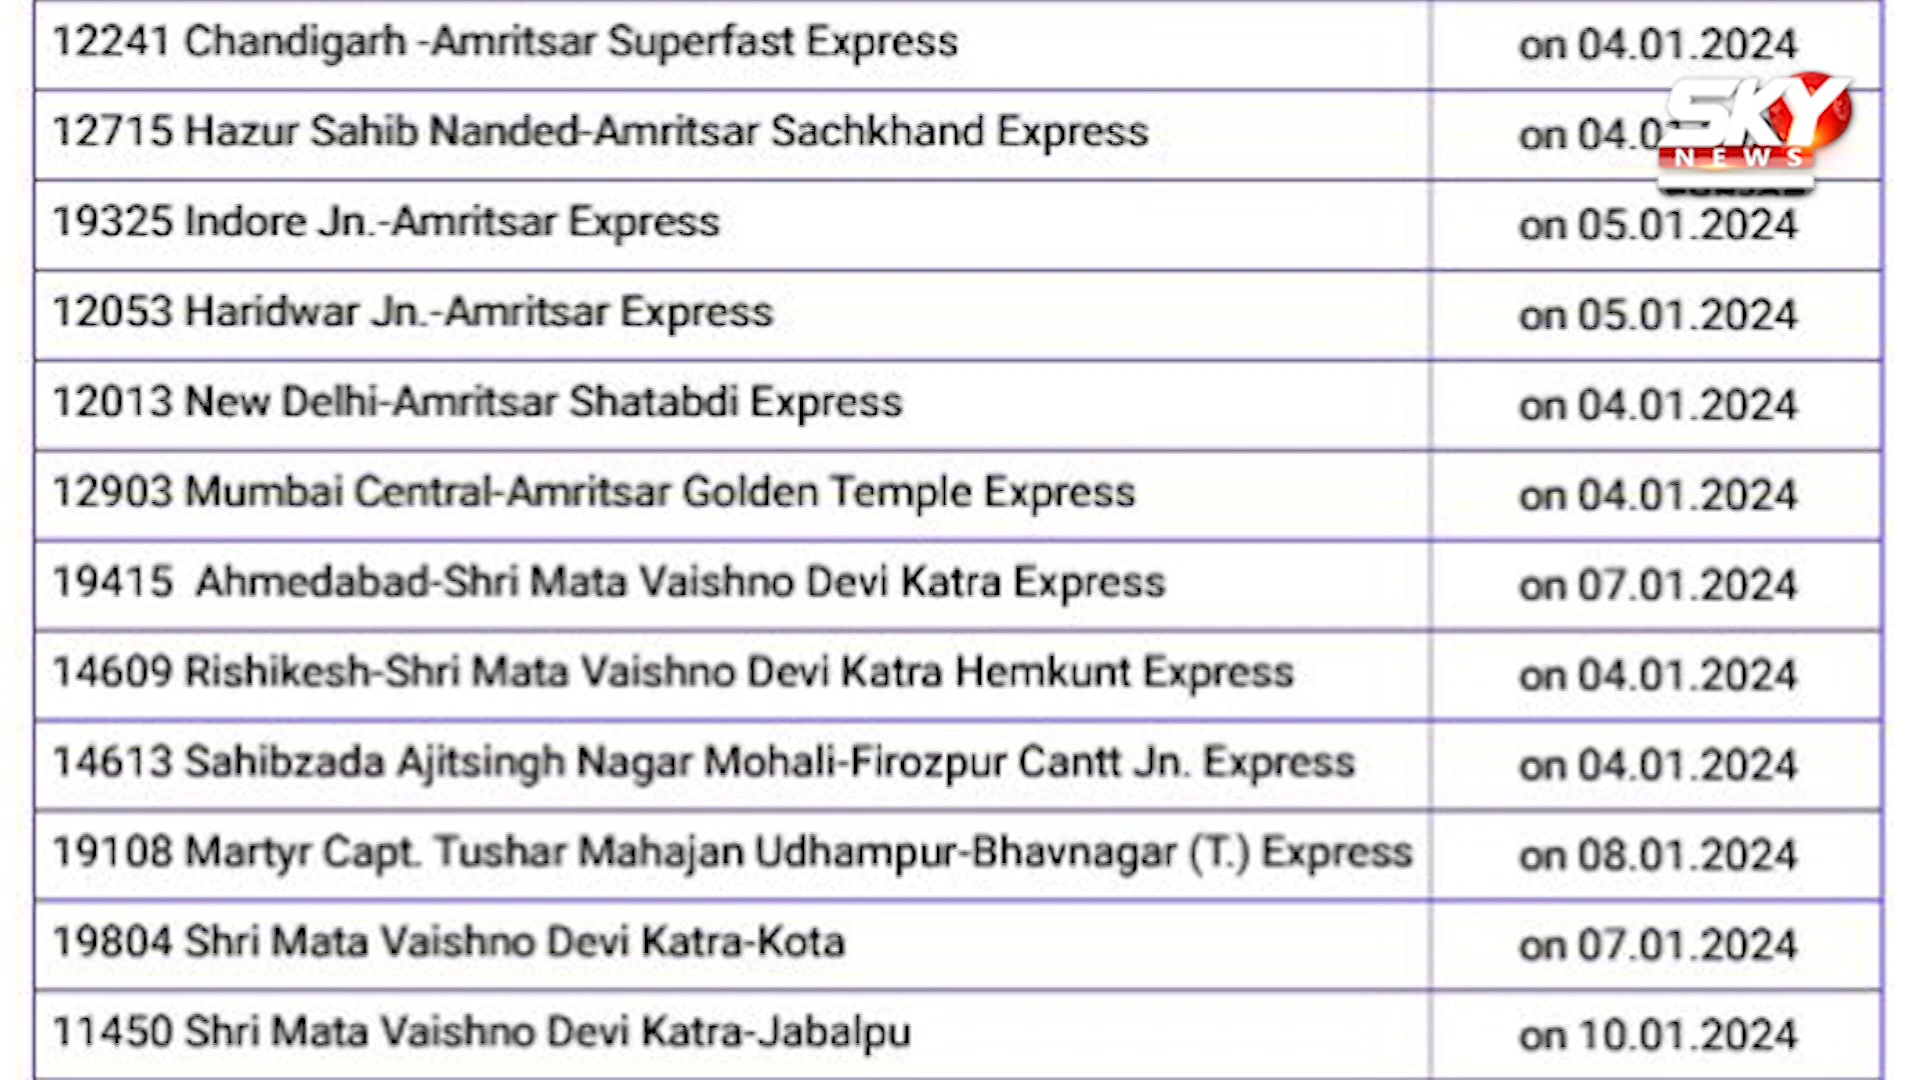 12241 Chandigarh -Amritsar Superfast Express on 04.01.2024
12715 Hazur Sahib Nanded-Amritsar Sachkhand Express on 04.0
SKY
NEWS
19325 Indore Jn.-Amritsar Express on 05.01.2024
12053 Haridwar Jn.-Amritsar Express on 05.01.2024
12013 New Delhi-Amritsar Shatabdi Express on 04.01.2024
12903 Mumbai Central-Amritsar Golden Temple Express on 04.01.2024
19415 Ahmedabad-Shri Mata Vaishno Devi Katra Express on 07.01.2024
14609 Rishikesh-Shri Mata Vaishno Devi Katra Hemkunt Express on 04.01.2024
14613 Sahibzada Ajitsingh Nagar Mohali-Firozpur Cantt Jn. Express on 04.01.2024
19108 Martyr Capt. Tushar Mahajan Udhampur-Bhavnagar (T.) Express on 08.01.2024
19804 Shri Mata Vaishno Devi Katra-Kota on 07.01.2024
11450 Shri Mata Vaishno Devi Katra-Jabalpu on 10.01.2024